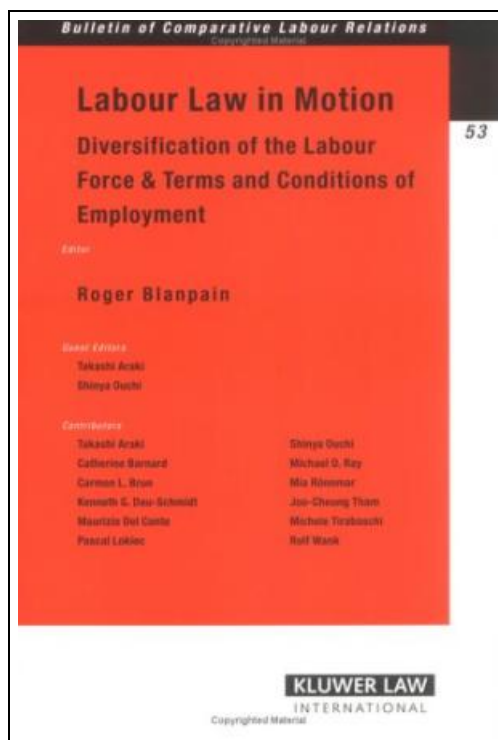 Bulletin of Comparative Labour Relations
Copyrighted Material
53
Labour Law in Motion
Diversification of the Labour
Force & Terms and Conditions of
Employment
Editor
Roger Blanpain
Guest Editors
Takashi Araki
Shinya Ouchi
Contributors
Takashi Araki
Catherine Barnard
Carmen L. Brun
Kenneth G. Dau-Schmidt
Maurizio Del Conte
Pascal Lokiec
Shinya Ouchi
Michael D. Ray
Mia Rönnmar
Joo-Cheong Tham
Michele Tiraboschi
Rolf Wank
KLUWER LAW
INTERNATIONAL
Copyrighted Material